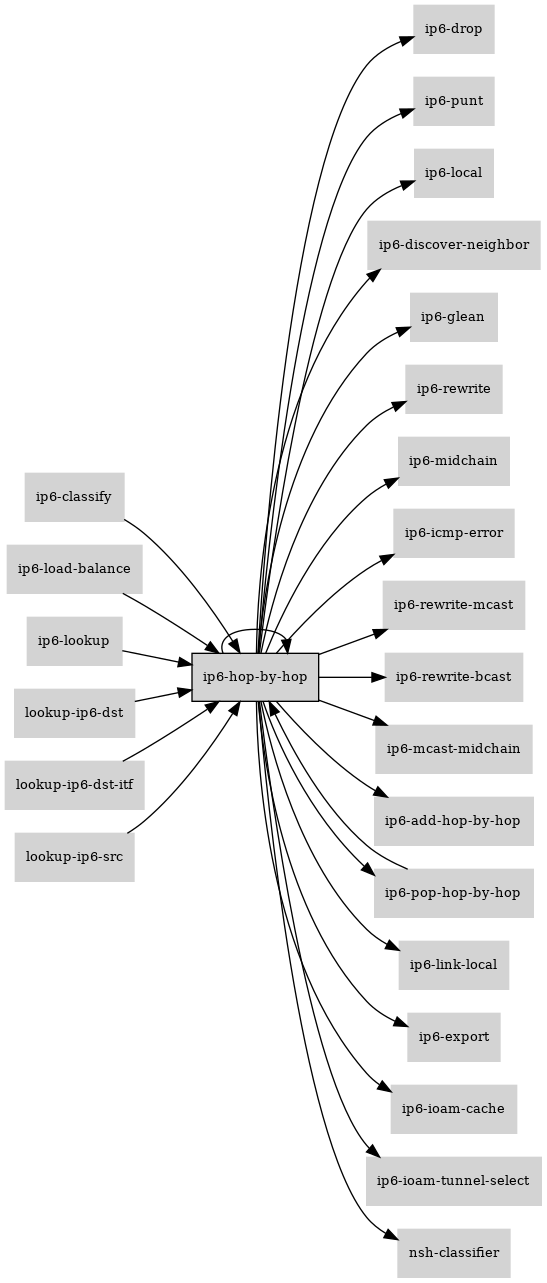 ip6-drop
ip6-punt
ip6-local
ip6-discover-neighbor
ip6-glean
ip6-rewrite
ip6-midchain
ip6-classify
ip6-icmp-error
ip6-load-balance
ip6-rewrite-mcast
ip6-lookup
ip6-hop-by-hop
ip6-rewrite-bcast
lookup-ip6-dst
ip6-mcast-midchain
lookup-ip6-dst-itf
ip6-add-hop-by-hop
lookup-ip6-src
ip6-pop-hop-by-hop
ip6-link-local
ip6-export
ip6-ioam-cache
ip6-ioam-tunnel-select
nsh-classifier